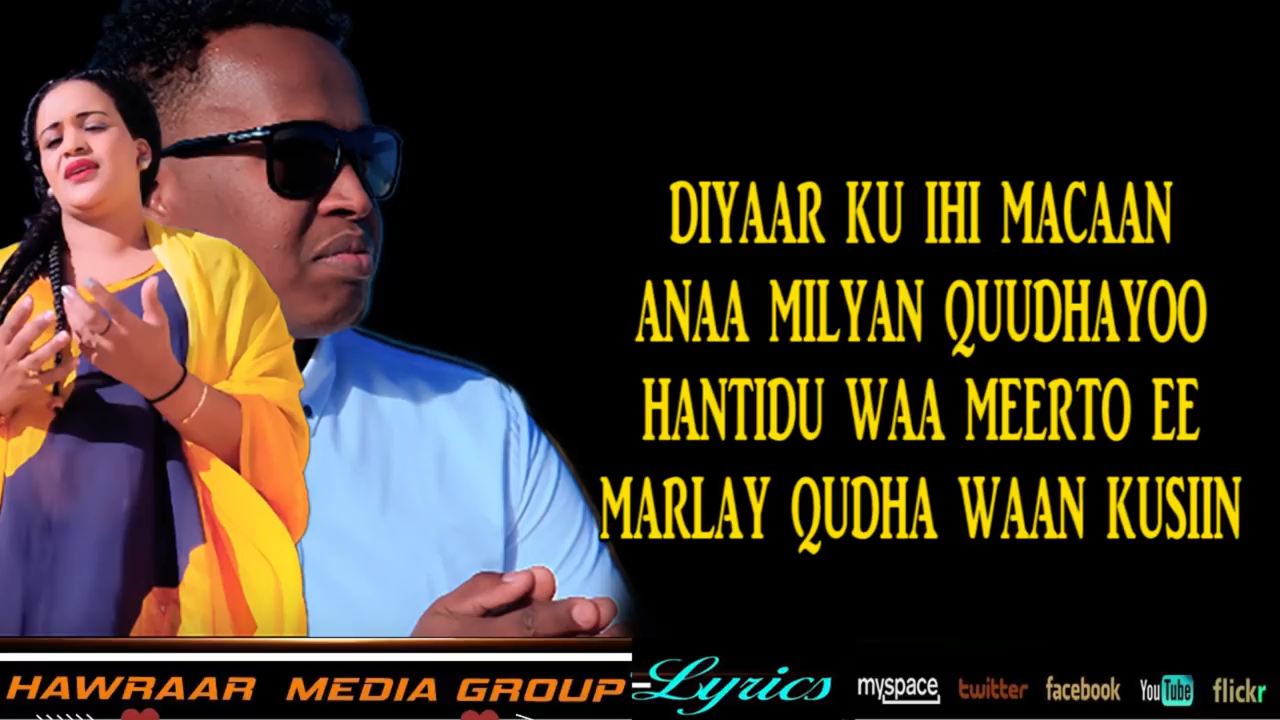 DIYAAR KU IHI MACAAN
ANAA MILYAN QUUDHAYOO
HANTIDU WAA MEERTO EE
MARLAY QUDHA WAAN KUSIIN
HAWRAAR MEDIA GROUP Lyrics myspace twitter facebook YouTube flickr